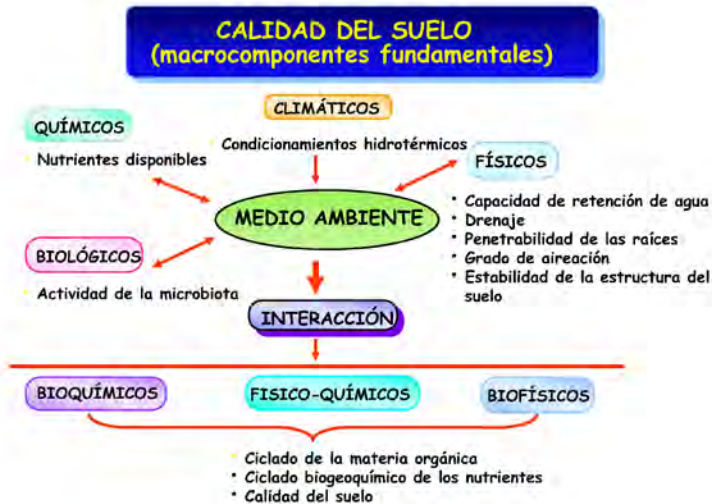 CALIDAD DEL SUELO
(macrocomponentes fundamentales)
CLIMÁTICOS
Condicionamientos hidrotérmicos
QUÍMICOS
Nutrientes disponibles
FÍSICOS
• Capacidad de retención de agua
• Drenaje
• Penetrabilidad de las raíces
• Grado de aireación
• Estabilidad de la estructura del
suelo
MEDIO AMBIENTE
BIOLÓGICOS
Actividad de la microbiota
INTERACCIÓN
BIOQUÍMICOS
FISICO-QUÍMICOS
BIOFÍSICOS
• Ciclado de la materia orgánica
• Ciclado biogeoquímico de los nutrientes
• Calidad del suelo